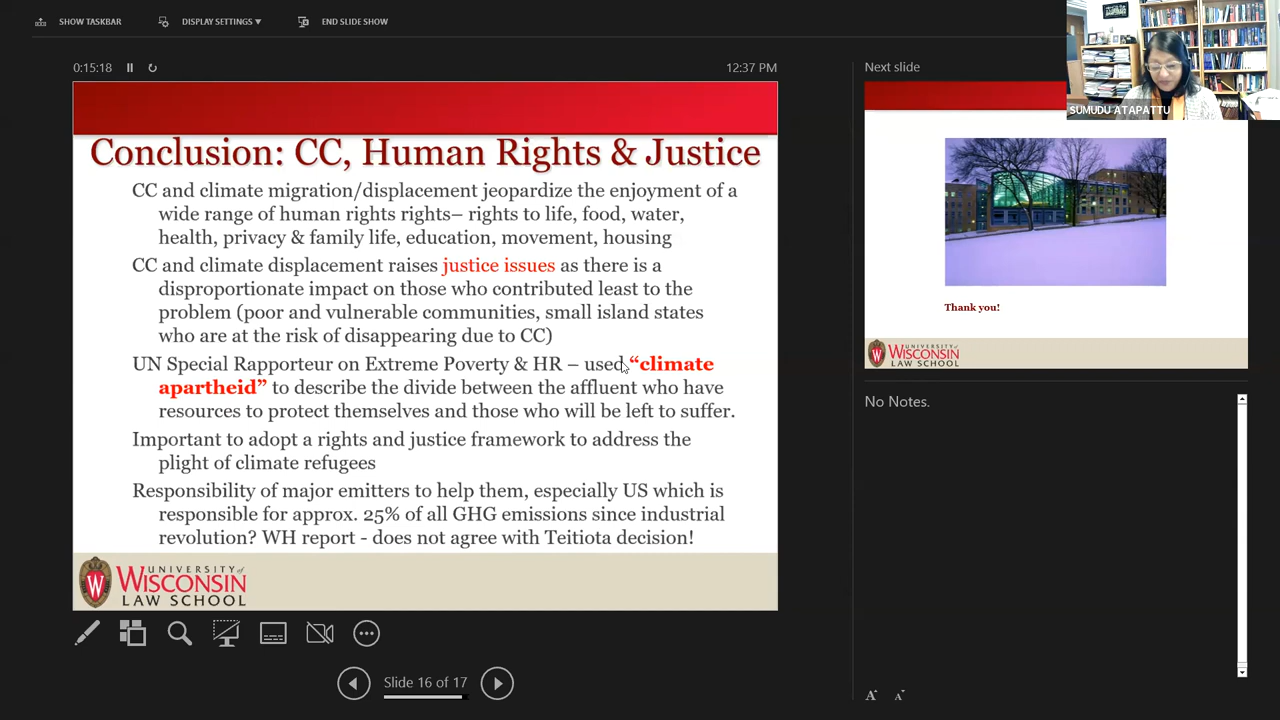 SHOW TASKBAR
DISPLAY SETTINGS ▼
END SLIDE SHOW
0:15:18
12:37 PM
Conclusion: CC, Human Rights & Justice
CC and climate migration/displacement jeopardize the enjoyment of a
wide range of human rights rights– rights to life, food, water,
health, privacy & family life, education, movement, housing
CC and climate displacement raises justice issues as there is a
disproportionate impact on those who contributed least to the
problem (poor and vulnerable communities, small island states
who are at the risk of disappearing due to CC)
UN Special Rapporteur on Extreme Poverty & HR – used “climate
apartheid” to describe the divide between the affluent who have
resources to protect themselves and those who will be left to suffer.
Important to adopt a rights and justice framework to address the
plight of climate refugees
Responsibility of major emitters to help them, especially US which is
responsible for approx. 25% of all GHG emissions since industrial
revolution? WH report - does not agree with Teitiota decision!
W
UNIVERSITY of
WISCONSIN
LAW SCHOOL
Slide 16 of 17
Next slide
SUMUDU ATAPATTU
Thank you!
W
UNIVERSITY of
WISCONSIN
LAW SCHOOL
No Notes.
A
A